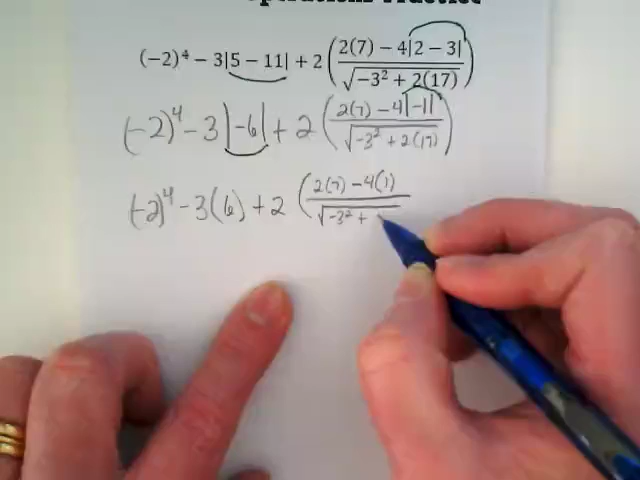 Practice
(-2)⁴ - 3|5 - 11| + 2 ( (2(7) - 4|2 - 3|) / √(-3² + 2(17)) )
(-2)⁴ - 3|-6| + 2 ( (2(7) - 4|-1|) / √(-3² + 2(17)) )
(-2)⁴ - 3(6) + 2 ( (2(7) - 4(1)) / √(-3² +